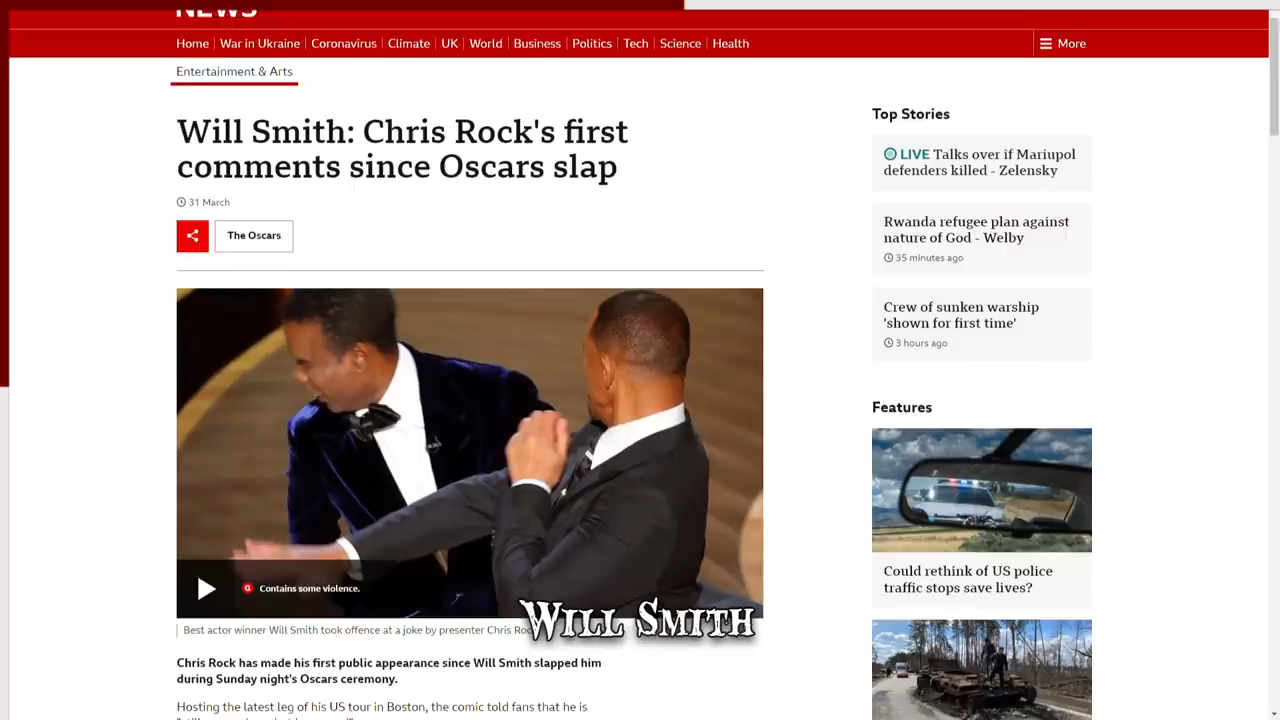 NEWS
Home
War in Ukraine
Coronavirus
Climate
UK
World
Business
Politics
Tech
Science
Health
More
Entertainment & Arts
Will Smith: Chris Rock's first
comments since Oscars slap
31 March
The Oscars
Contains some violence.
WILL SMITH
Best actor winner Will Smith took offence at a joke by presenter Chris
Chris Rock has made his first public appearance since Will Smith slapped him
during Sunday night's Oscars ceremony.
Hosting the latest leg of his US tour in Boston, the comic told fans that he is
Top Stories
LIVE Talks over if Mariupol
defenders killed - Zelensky
Rwanda refugee plan against
nature of God - Welby
35 minutes ago
Crew of sunken warship
'shown for first time'
3 hours ago
Features
Could rethink of US police
traffic stops save lives?